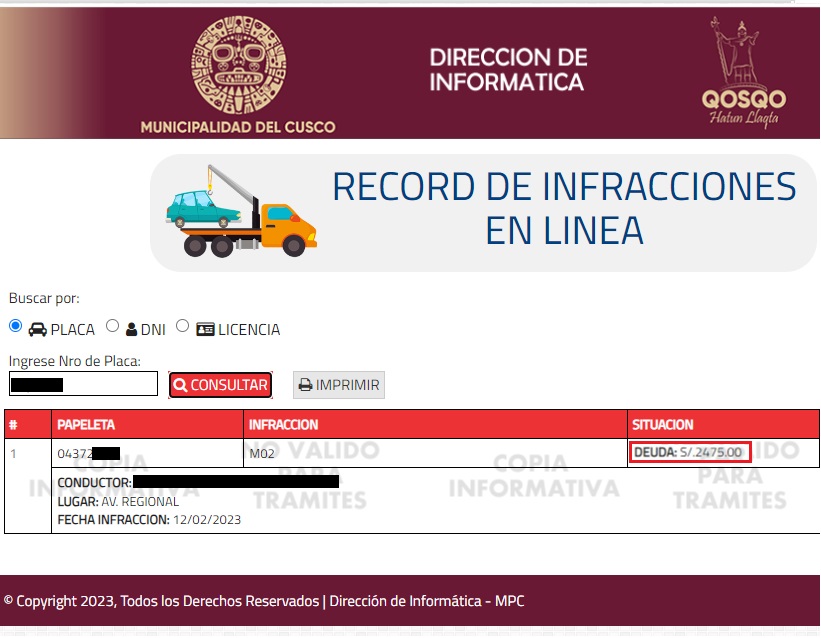 DIRECCION DE
INFORMATICA
MUNICIPALIDAD DEL CUSCO
QOSQO
Hatun Llaqta
RECORD DE INFRACCIONES
EN LINEA
Buscar por:
PLACA DNI LICENCIA
Ingrese Nro de Placa:
CONSULTAR IMPRIMIR
# PAPELETA INFRACCION SITUACION
1 04372 M02 DEUDA: S/.2475.00
CONDUCTOR:
LUGAR: AV. REGIONAL
FECHA INFRACCION: 12/02/2023
COPIA INFORMATIVA
NO VALIDO PARA TRAMITES
COPIA INFORMATIVA
VALIDO PARA TRAMITES
© Copyright 2023, Todos los Derechos Reservados | Dirección de Informática - MPC